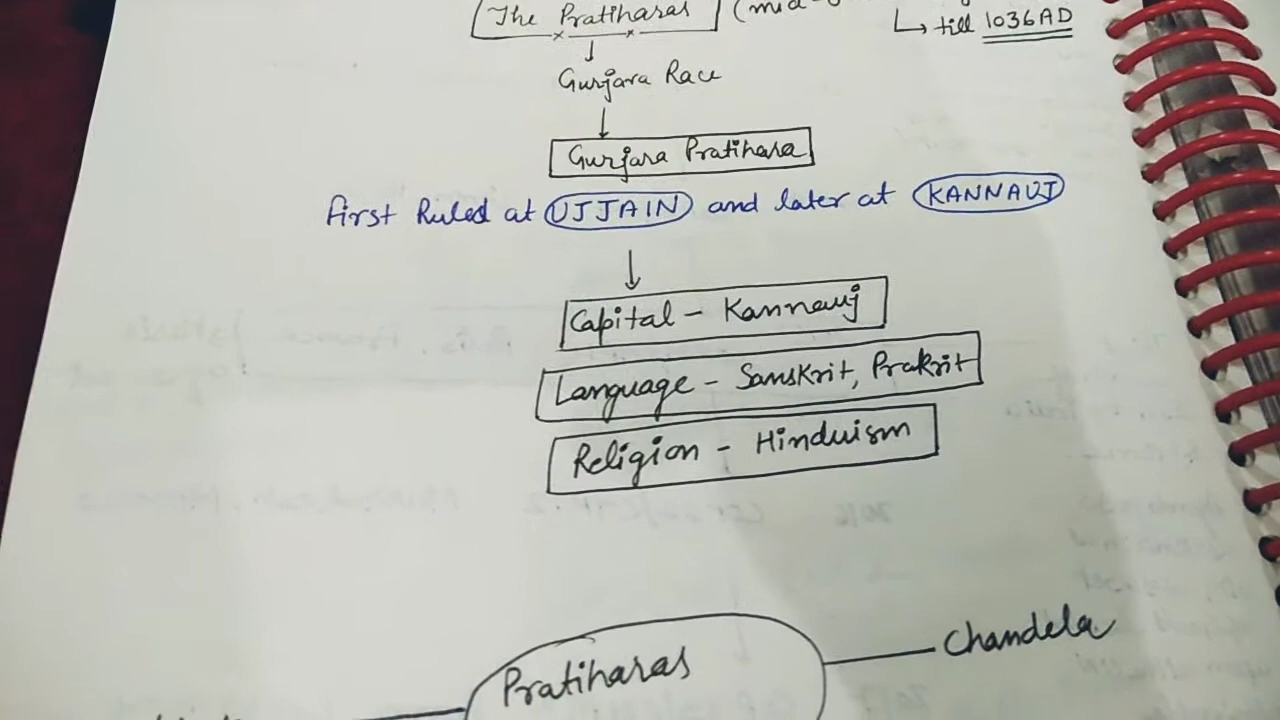 The Pratiharas (mid-
↳ till 1036AD
Gurjara Race
Gurjara Pratihara
first Ruled at UJJAIN and later at KANNAUJ
Capital - Kannauj
Language - Sanskrit, Prakrit
Religion - Hinduism
Pratiharas
Chandela